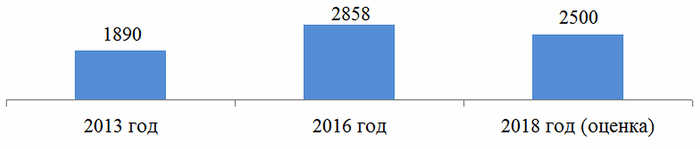 2858
2500
1890
2013 год
2016 год
2018 год (оценка)